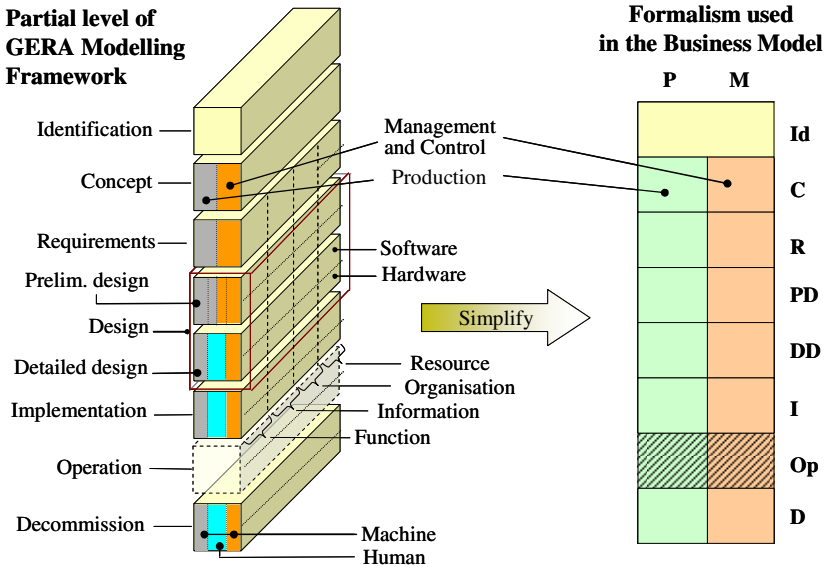 Partial level of
GERA Modelling
Framework
Formalism used
in the Business Model
P M
Identification
Concept
Requirements
Prelim. design
Design
Detailed design
Implementation
Operation
Decommission
Management
and Control
Production
Software
Hardware
Simplify
Resource
Organisation
Information
Function
Machine
Human
Id
C
R
PD
DD
I
Op
D